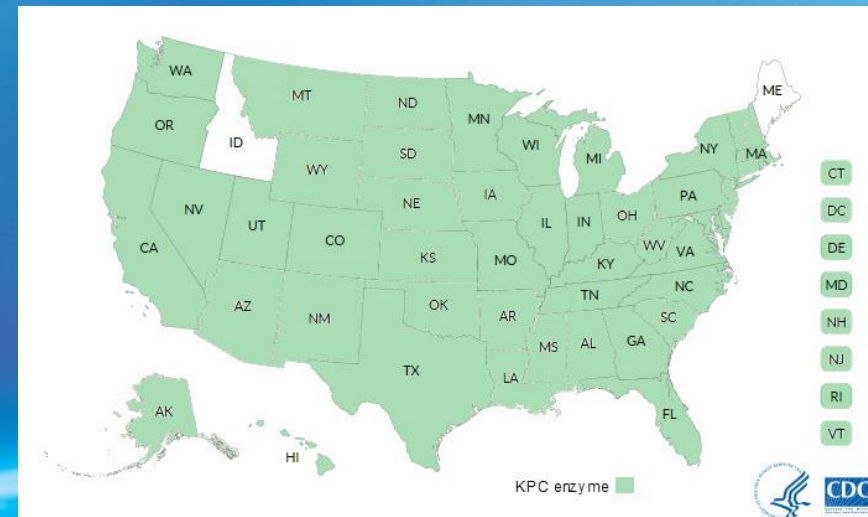 WA
MT
ND
MN
ME
OR
ID
WY
SD
WI
MI
NY
MA
CT
NV
UT
CO
NE
IA
IL
IN
OH
PA
DC
CA
KS
MO
KY
WV
VA
DE
AZ
NM
OK
AR
TN
NC
SC
MD
TX
LA
MS
AL
GA
NH
AK
HI
FL
NJ
RI
VT
KPC enzyme
CDC